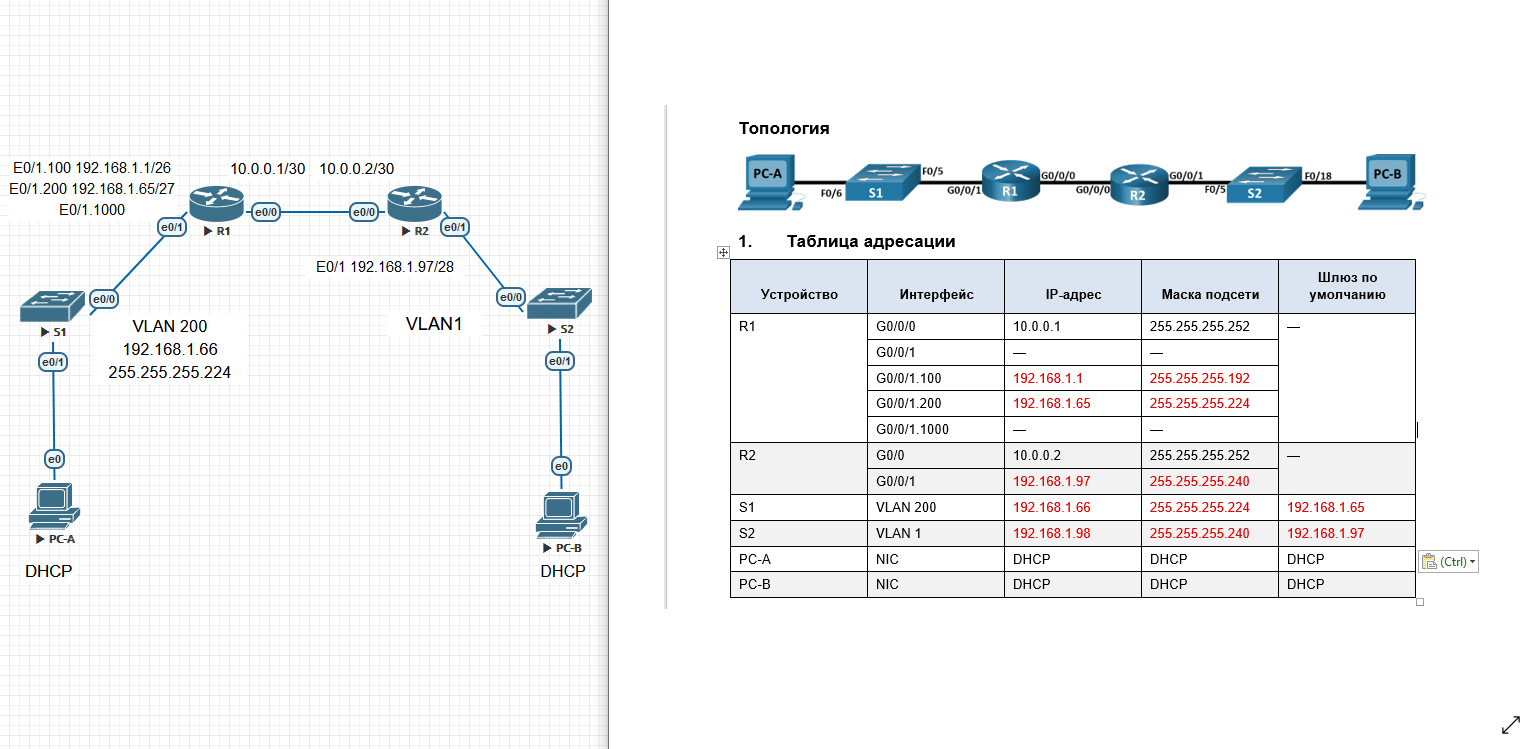 E0/1.100 192.168.1.1/26
E0/1.200 192.168.1.65/27
E0/1.1000
10.0.0.1/30 10.0.0.2/30
e0/0 e0/0
e0/1 R1 R2 e0/1
E0/1 192.168.1.97/28
e0/0 e0/0
S1 VLAN 200 VLAN1 S2
192.168.1.66
255.255.255.224
e0/1 e0/1
e0 e0
PC-A PC-B
DHCP DHCP
Топология
PC-A F0/6 S1 F0/5 G0/0/1 R1 G0/0/0 G0/0/0 R2 G0/0/1 F0/5 S2 F0/18 PC-B
1. Таблица адресации
Устройство Интерфейс IP-адрес Маска подсети Шлюз по
умолчанию
R1 G0/0/0 10.0.0.1 255.255.255.252 —
G0/0/1 — —
G0/0/1.100 192.168.1.1 255.255.255.192
G0/0/1.200 192.168.1.65 255.255.255.224
G0/0/1.1000 — —
R2 G0/0 10.0.0.2 255.255.255.252 —
G0/0/1 192.168.1.97 255.255.255.240
S1 VLAN 200 192.168.1.66 255.255.255.224 192.168.1.65
S2 VLAN 1 192.168.1.98 255.255.255.240 192.168.1.97
PC-A NIC DHCP DHCP DHCP
PC-B NIC DHCP DHCP DHCP
(Ctrl)